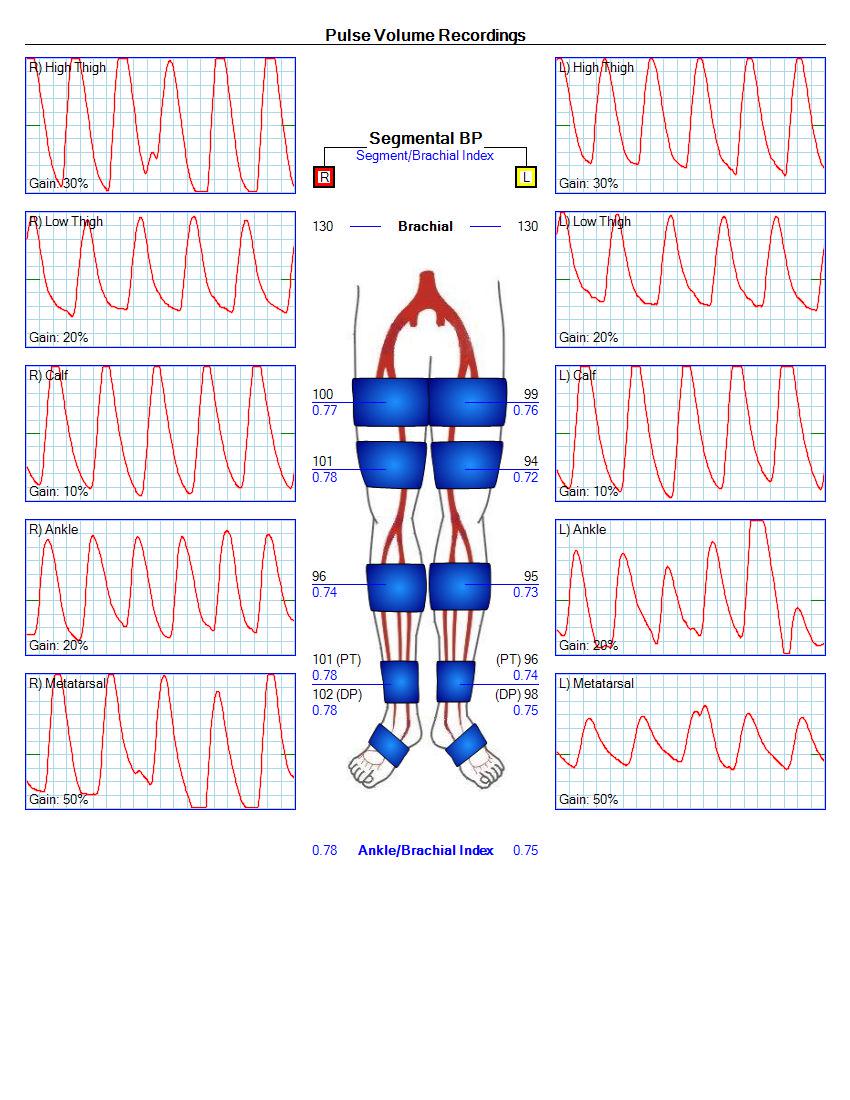 Pulse Volume Recordings
R) High Thigh
Gain: 30%
L) High Thigh
Gain: 30%
Segmental BP
Segment/Brachial Index
R
L
130 Brachial 130
R) Low Thigh
Gain: 20%
L) Low Thigh
Gain: 20%
R) Calf
Gain: 10%
L) Calf
Gain: 10%
100 99
0.77 0.76
101 94
0.78 0.72
R) Ankle
Gain: 20%
L) Ankle
Gain: 20%
96 95
0.74 0.73
101 (PT) (PT) 96
0.78 0.74
102 (DP) (DP) 98
0.78 0.75
R) Metatarsal
Gain: 50%
L) Metatarsal
Gain: 50%
0.78 Ankle/Brachial Index 0.75